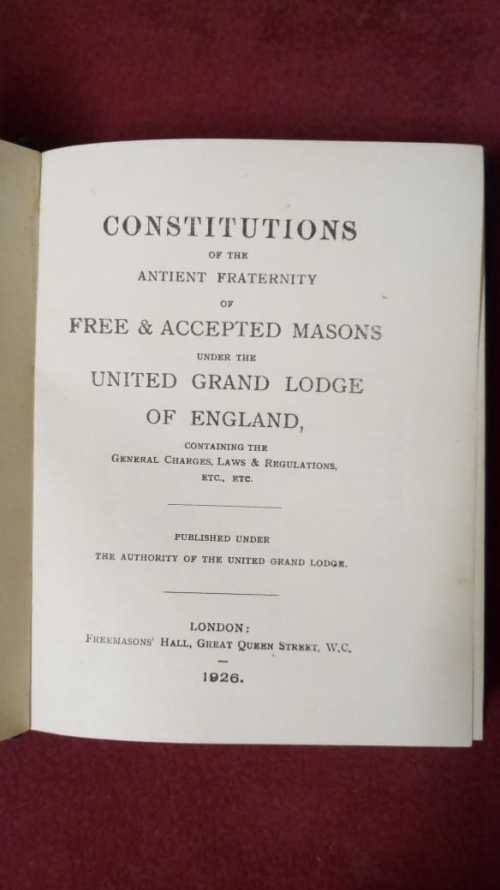 CONSTITUTIONS
OF THE
ANTIENT FRATERNITY
OF
FREE & ACCEPTED MASONS
UNDER THE
UNITED GRAND LODGE
OF ENGLAND,
CONTAINING THE
GENERAL CHARGES, LAWS & REGULATIONS,
ETC., ETC.
PUBLISHED UNDER
THE AUTHORITY OF THE UNITED GRAND LODGE.
LONDON:
FREEMASONS' HALL, GREAT QUEEN STREET, W.C.
1926.